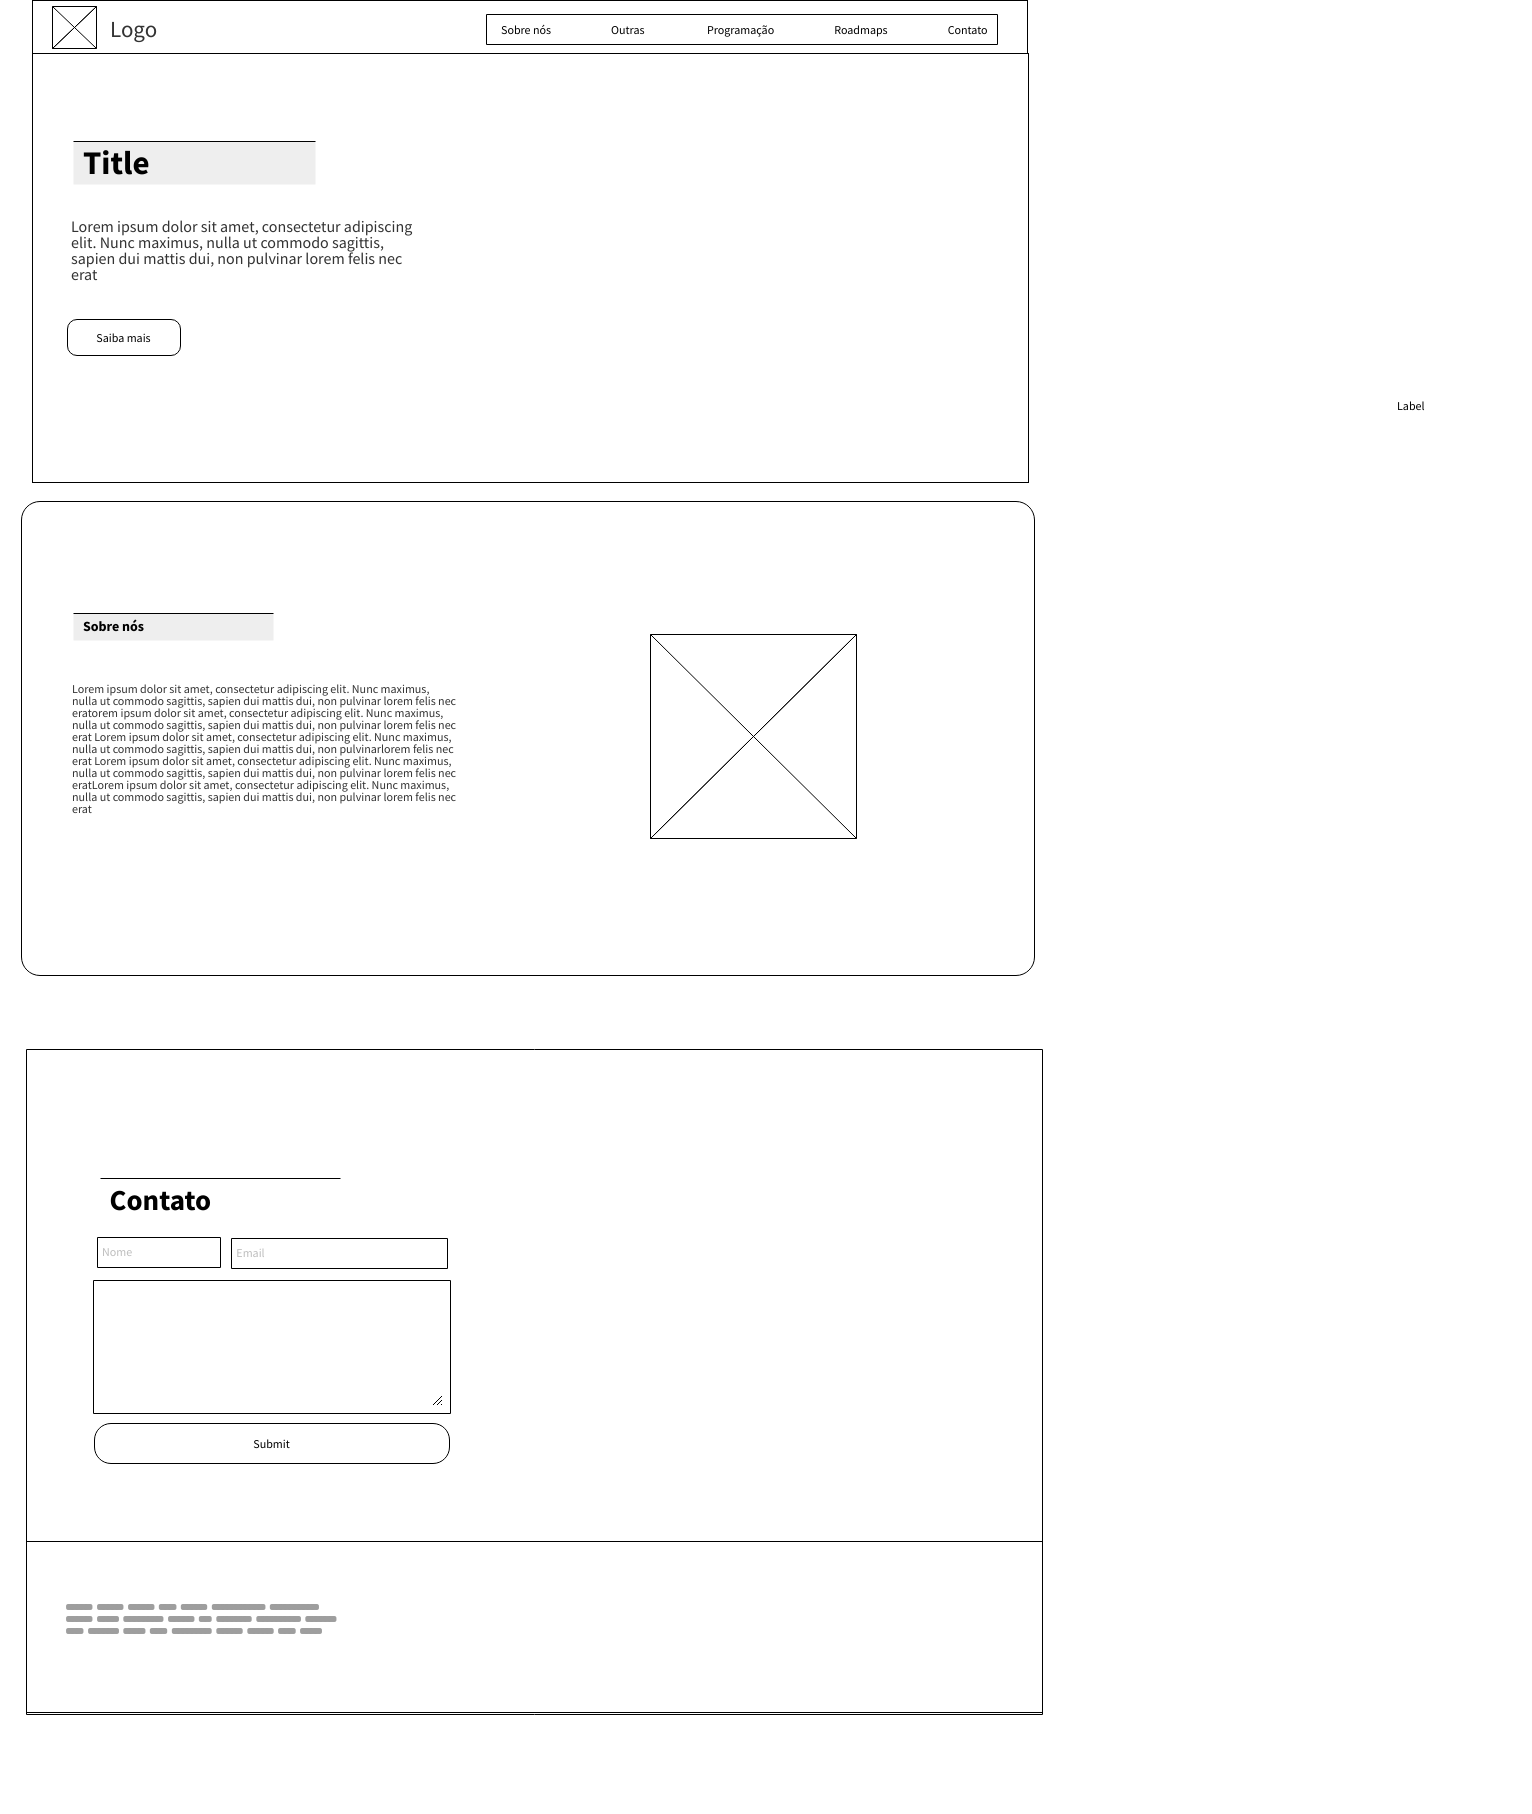 Logo
Sobre nós
Outras
Programação
Roadmaps
Contato
Title
Lorem ipsum dolor sit amet, consectetur adipiscing
elit. Nunc maximus, nulla ut commodo sagittis,
sapien dui mattis dui, non pulvinar lorem felis nec
erat
Saiba mais
Label
Sobre nós
Lorem ipsum dolor sit amet, consectetur adipiscing elit. Nunc maximus,
nulla ut commodo sagittis, sapien dui mattis dui, non pulvinar lorem felis nec
eratorem ipsum dolor sit amet, consectetur adipiscing elit. Nunc maximus,
nulla ut commodo sagittis, sapien dui mattis dui, non pulvinar lorem felis nec
erat Lorem ipsum dolor sit amet, consectetur adipiscing elit. Nunc maximus,
nulla ut commodo sagittis, sapien dui mattis dui, non pulvinarlorem felis nec
erat Lorem ipsum dolor sit amet, consectetur adipiscing elit. Nunc maximus,
nulla ut commodo sagittis, sapien dui mattis dui, non pulvinar lorem felis nec
eratLorem ipsum dolor sit amet, consectetur adipiscing elit. Nunc maximus,
nulla ut commodo sagittis, sapien dui mattis dui, non pulvinar lorem felis nec
erat
Contato
Nome
Email
Submit